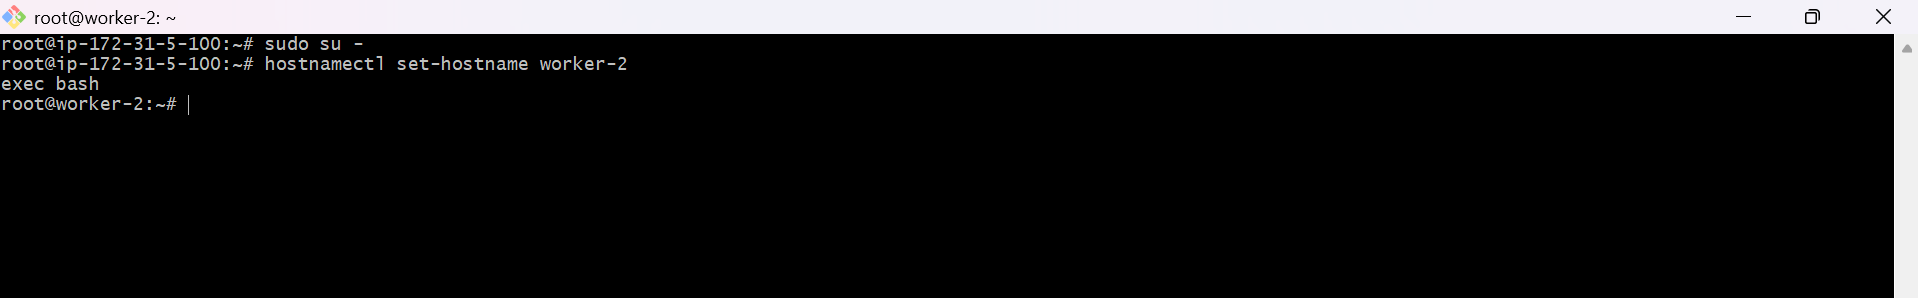 root@worker-2: ~
root@ip-172-31-5-100:~# sudo su -
root@ip-172-31-5-100:~# hostnamectl set-hostname worker-2
exec bash
root@worker-2:~#